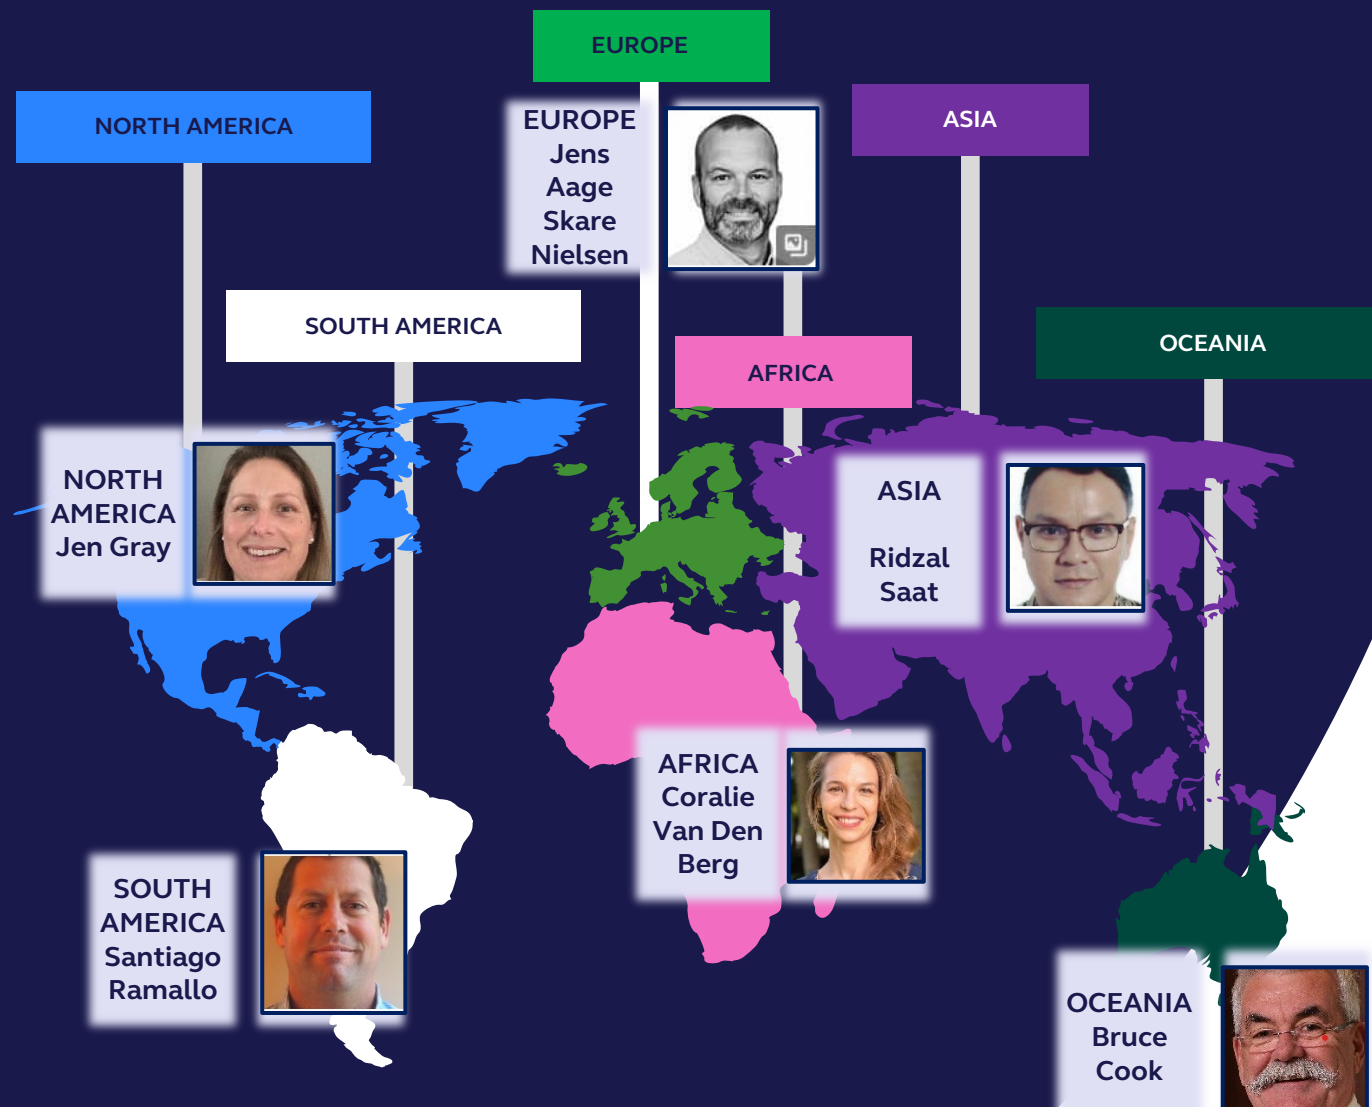 EUROPE
NORTH AMERICA
ASIA
EUROPE
Jens
Aage
Skare
Nielsen
SOUTH AMERICA
OCEANIA
AFRICA
NORTH
AMERICA
Jen Gray
ASIA
Ridzal
Saat
AFRICA
Coralie
Van Den
Berg
SOUTH
AMERICA
Santiago
Ramallo
OCEANIA
Bruce
Cook